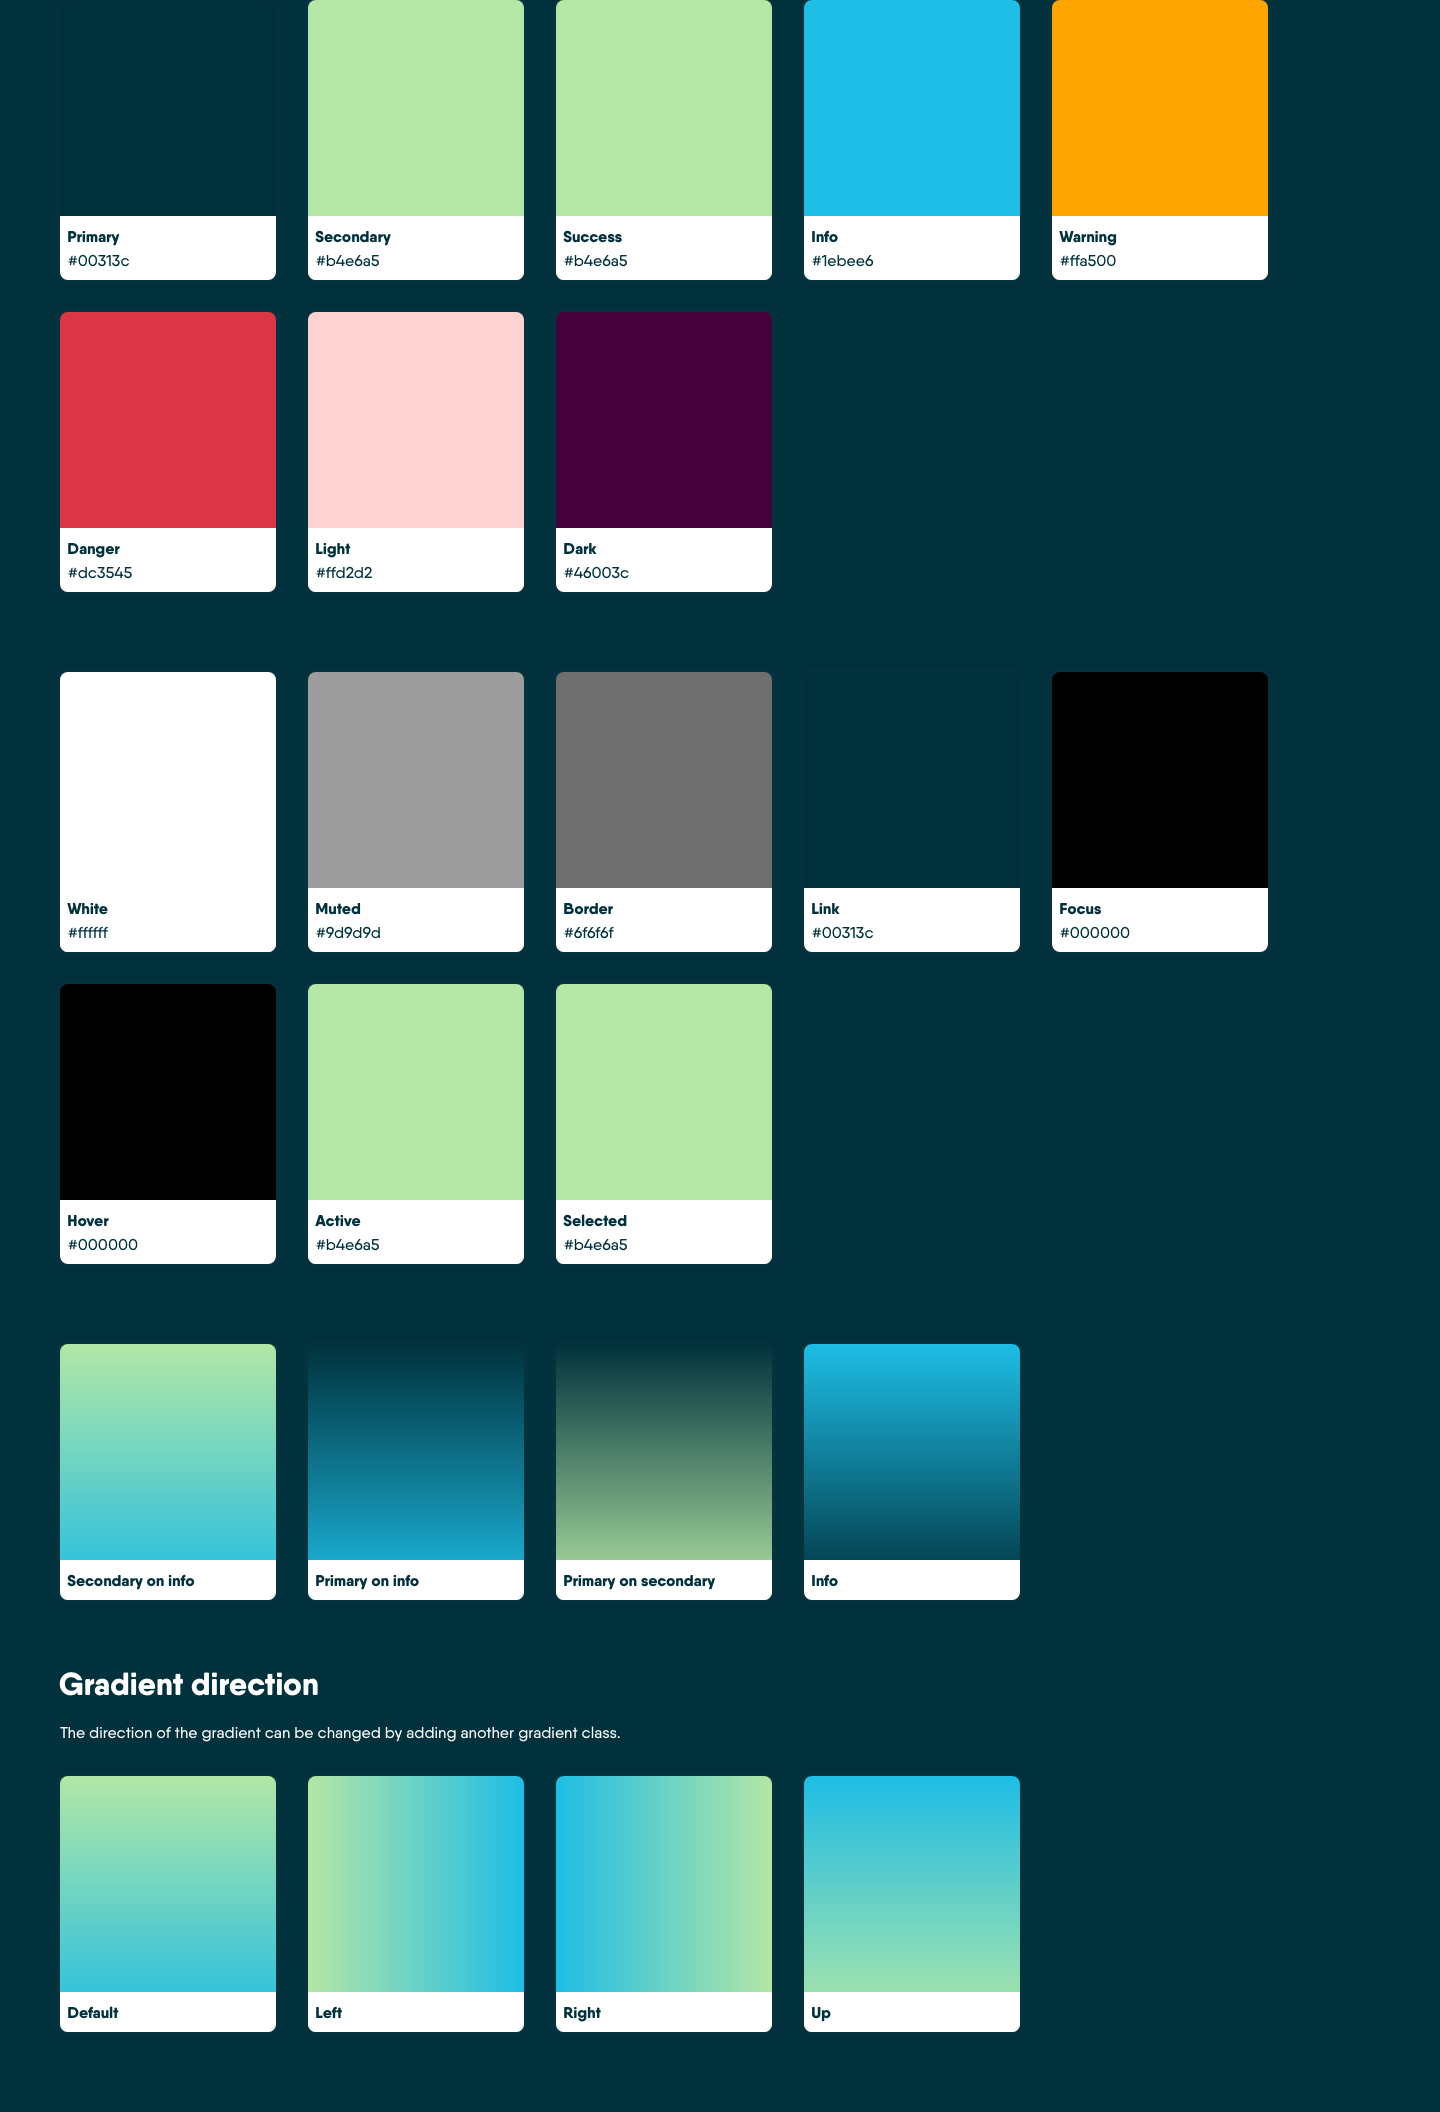 Primary
#00313c
Secondary
#b4e6a5
Success
#b4e6a5
Info
#1ebee6
Warning
#ffa500
Danger
#dc3545
Light
#ffd2d2
Dark
#46003c
White
#ffffff
Muted
#9d9d9d
Border
#6f6f6f
Link
#00313c
Focus
#000000
Hover
#000000
Active
#b4e6a5
Selected
#b4e6a5
Secondary on info
Primary on info
Primary on secondary
Info
Gradient direction
The direction of the gradient can be changed by adding another gradient class.
Default
Left
Right
Up